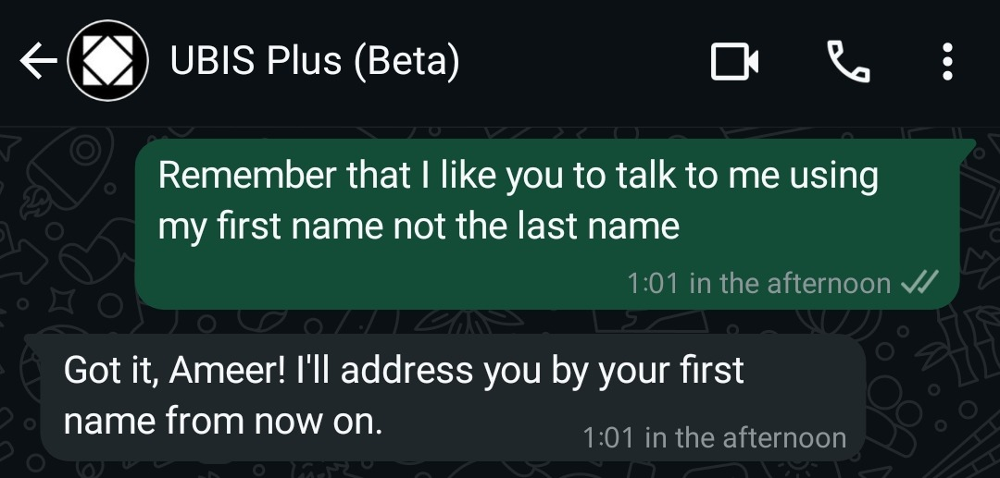 UBIS Plus (Beta)
Remember that I like you to talk to me using
my first name not the last name
1:01 in the afternoon
Got it, Ameer! I'll address you by your first
name from now on.
1:01 in the afternoon